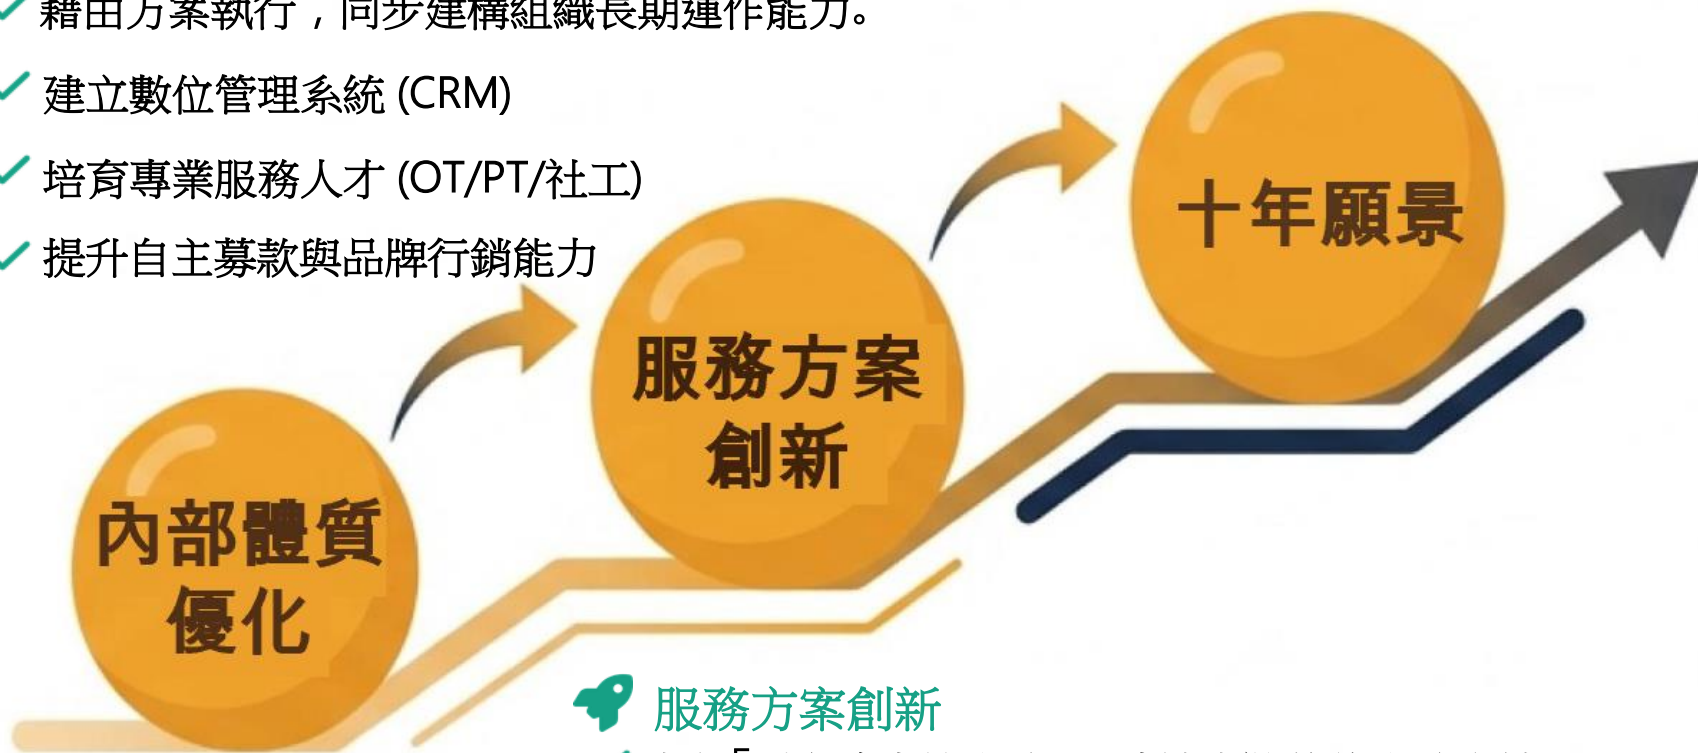 藉由方案執行，同步建構組織長期運作能力。
建立數位管理系統 (CRM)
培育專業服務人才 (OT/PT/社工)
提升自主募款與品牌行銷能力
十年願景
服務方案
創新
內部體質
優化
服務方案創新